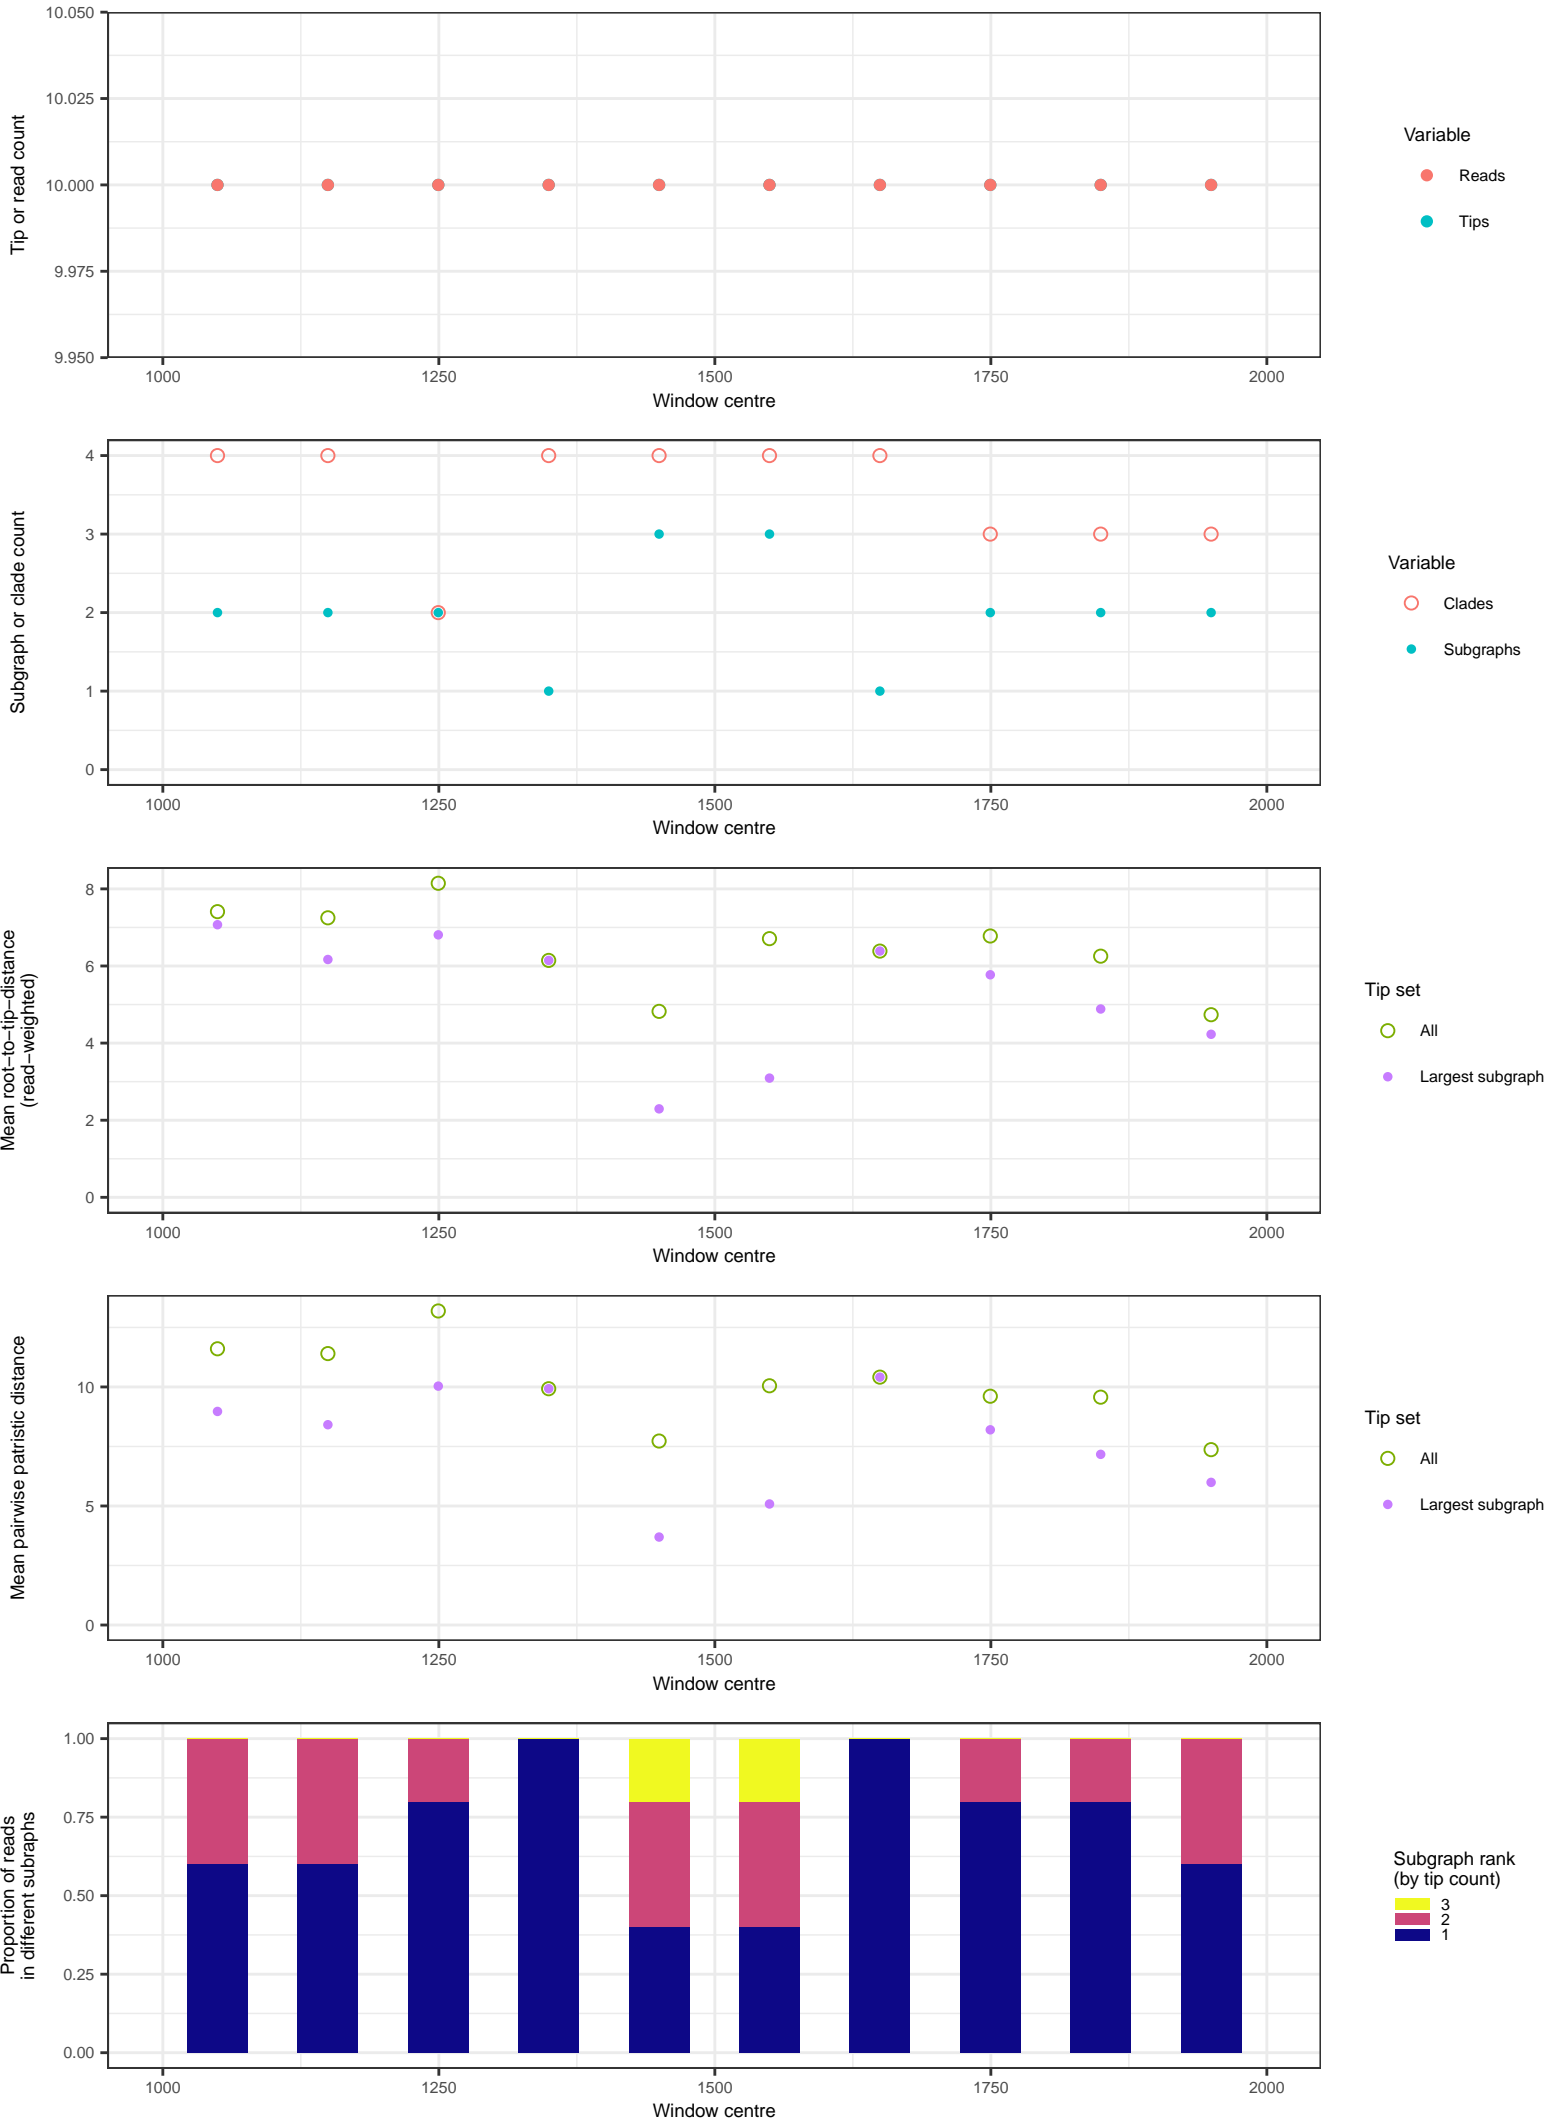 10.050
10.025
10.000
9.975
9.950
Tip or read count
1000 1250 1500 1750 2000
Window centre
Variable
Reads
Tips
4
3
2
1
0
Subgraph or clade count
1000 1250 1500 1750 2000
Window centre
Variable
Clades
Subgraphs
8
6
4
2
0
Mean root−to−tip−distance
(read−weighted)
1000 1250 1500 1750 2000
Window centre
Tip set
All
Largest subgraph
10
5
0
Mean pairwise patristic distance
1000 1250 1500 1750 2000
Window centre
Tip set
All
Largest subgraph
1.00
0.75
0.50
0.25
0.00
Proportion of reads
in different subraphs
1000 1250 1500 1750 2000
Window centre
Subgraph rank
(by tip count)
3
2
1